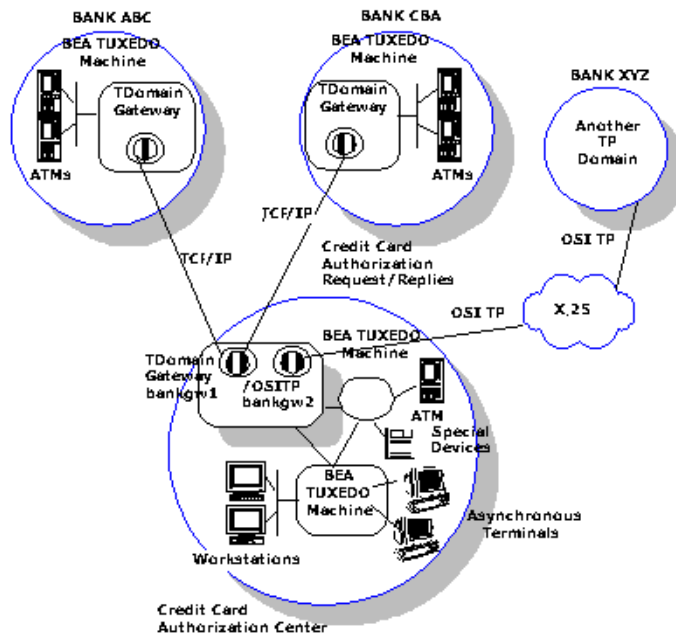 BANK ABC
BEA TUXEDO
Machine
TDomain
Gateway
ATMs
BANK CBA
BEA TUXEDO
Machine
TDomain
Gateway
ATMs
BANK XYZ
Another
TP
Domain
TCP/IP
TCP/IP
Credit Card
Authorization
Request/Replies
OSI TP
OSI TP
X.25
BEA TUXEDO
Machine
TDomain
Gateway
bankgw1
/OSITP
bankgw2
ATM
Special
Devices
BEA
TUXEDO
Machine
Workstations
Asynchronous
Terminals
Credit Card
Authorization Center